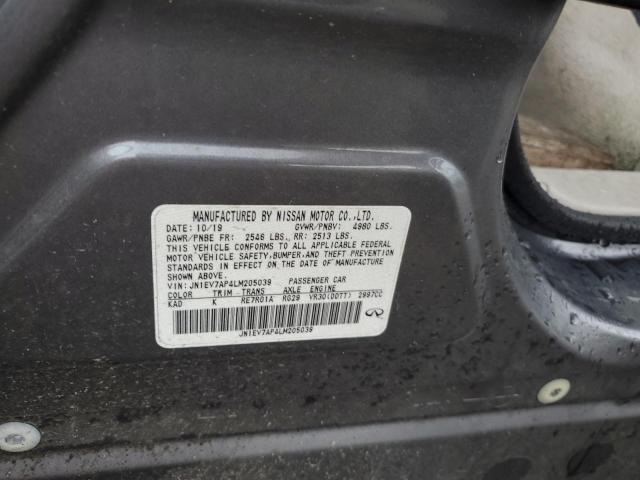 MANUFACTURED BY NISSAN MOTOR CO.,LTD.
DATE: 10/19 GVWR/PNBV: 4980 LBS.
GAWR/PNBE FR: 2546 LBS. RR: 2513 LBS.
THIS VEHICLE CONFORMS TO ALL APPLICABLE FEDERAL
MOTOR VEHICLE SAFETY,BUMPER,AND THEFT PREVENTION
STANDARDS IN EFFECT ON THE DATE OF MANUFACTURE
SHOWN ABOVE.
VIN: JN1EV7AP4LM205039 PASSENGER CAR
COLOR TRIM TRANS AXLE ENGINE
KAD K RE7R01A RG29 VR30(DDTT) 2997CC
JN1EV7AP4LM205039